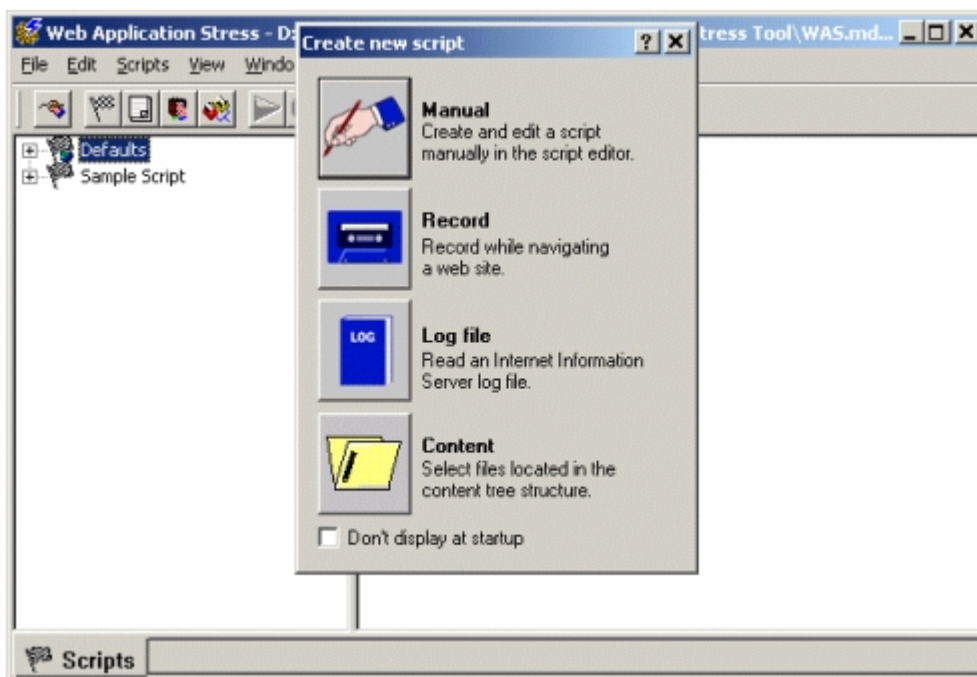 Web Application Stress - D:
tress Tool\WAS.md...
File Edit Scripts View Windo
Create new script
Defaults
Sample Script
Manual
Create and edit a script
manually in the script editor.
Record
Record while navigating
a web site.
LOG
Log file
Read an Internet Information
Server log file.
Content
Select files located in the
content tree structure.
Don't display at startup
Scripts